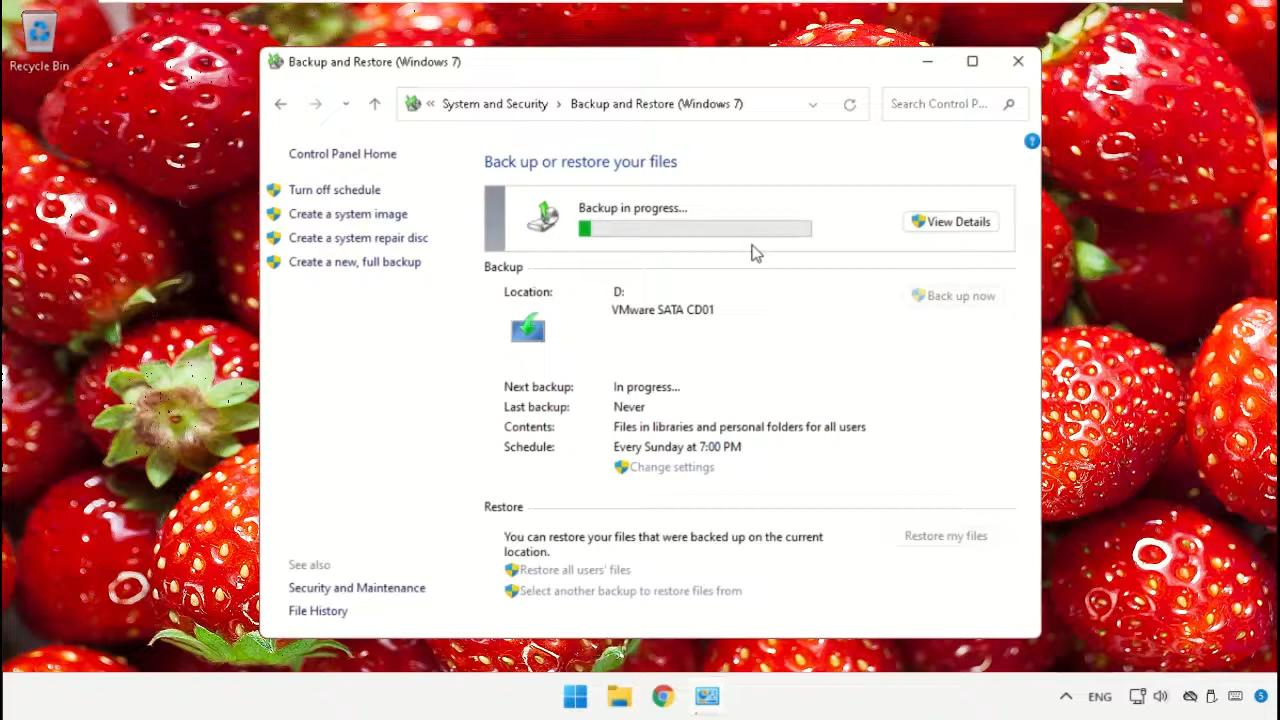 Recycle Bin
Backup and Restore (Windows 7)
« System and Security › Backup and Restore (Windows 7)
Search Control P...
Control Panel Home
Turn off schedule
Create a system image
Create a system repair disc
Create a new, full backup
Back up or restore your files
Backup in progress...
View Details
Backup
Location:
D:
VMware SATA CD01
Back up now
Next backup: In progress...
Last backup: Never
Contents: Files in libraries and personal folders for all users
Schedule: Every Sunday at 7:00 PM
Change settings
Restore
You can restore your files that were backed up on the current
location.
Restore my files
Restore all users' files
Select another backup to restore files from
See also
Security and Maintenance
File History
ENG
5